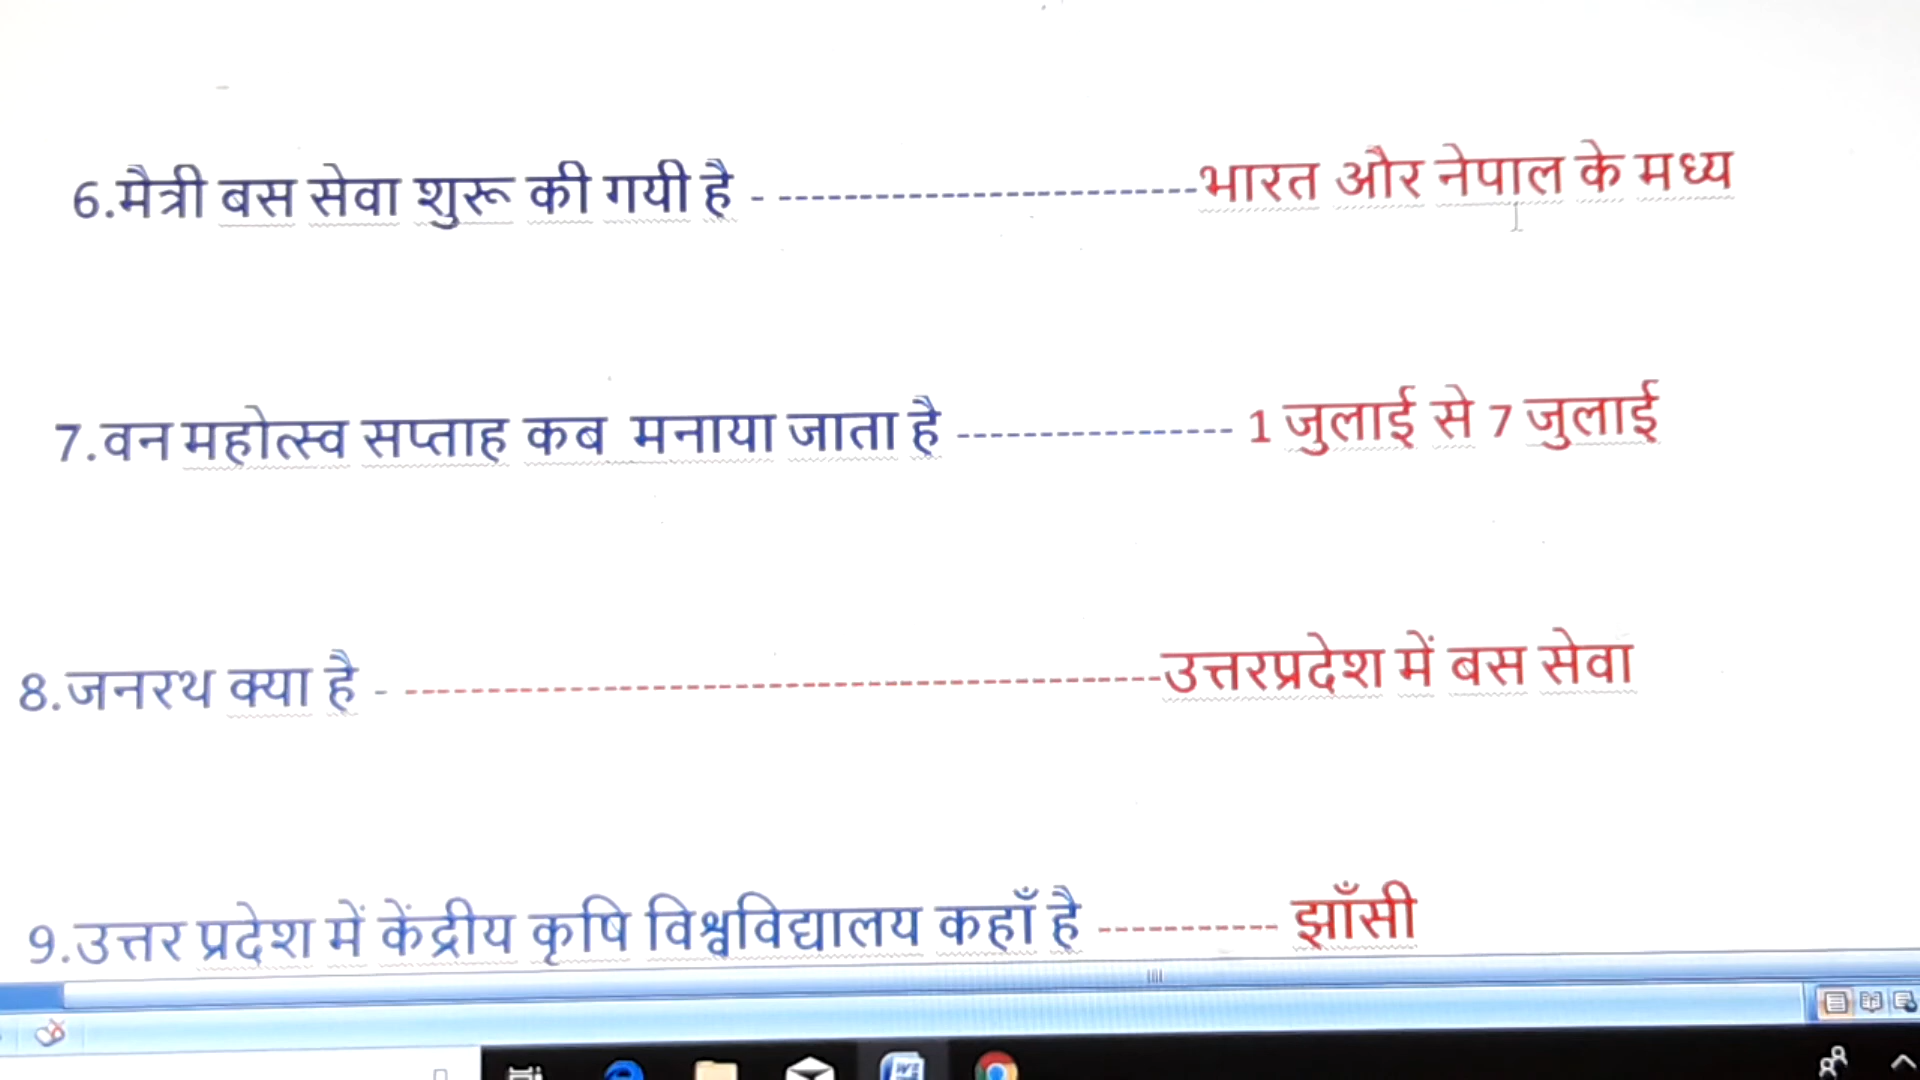 6.मैत्री बस सेवा शुरू की गयी है - --------------------------भारत और नेपाल के मध्य
7.वन महोत्स्व सप्ताह कब मनाया जाता है ----------------- 1 जुलाई से 7 जुलाई
8.जनरथ क्या है - ----------------------------------------------उत्तरप्रदेश में बस सेवा
9.उत्तर प्रदेश में केंद्रीय कृषि विश्वविद्यालय कहाँ है ----------- झाँसी